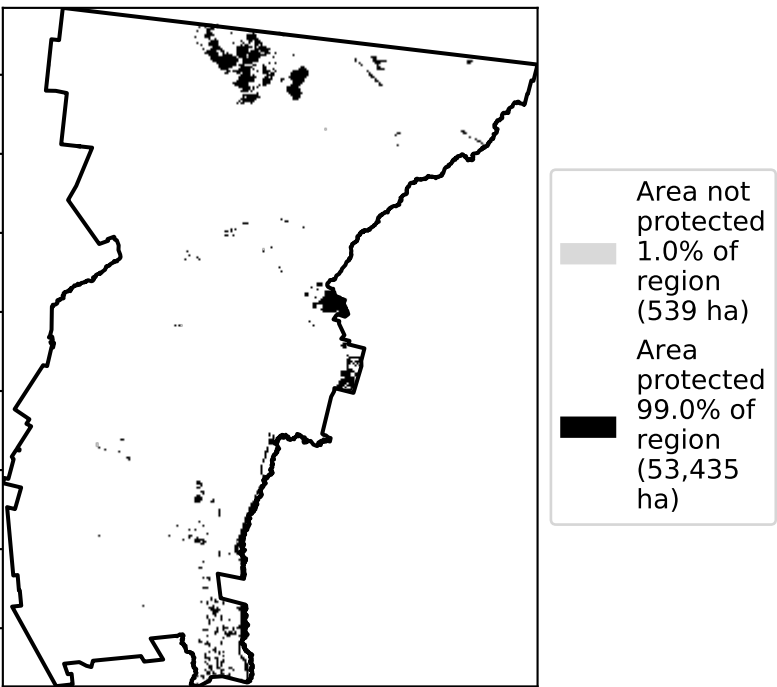 Area not
protected
1.0% of
region
(539 ha)
Area
protected
99.0% of
region
(53,435
ha)